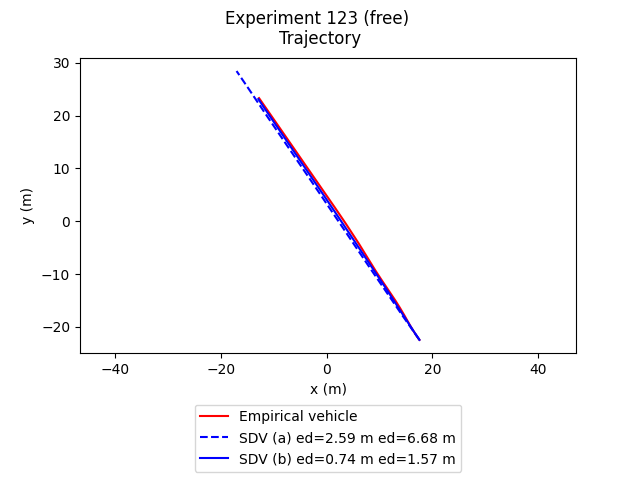 Experiment 123 (free)
Trajectory
30
20
10
0
−10
−20
y (m)
−40
−20
0
20
40
x (m)
Empirical vehicle
SDV (a) ed=2.59 m ed=6.68 m
SDV (b) ed=0.74 m ed=1.57 m